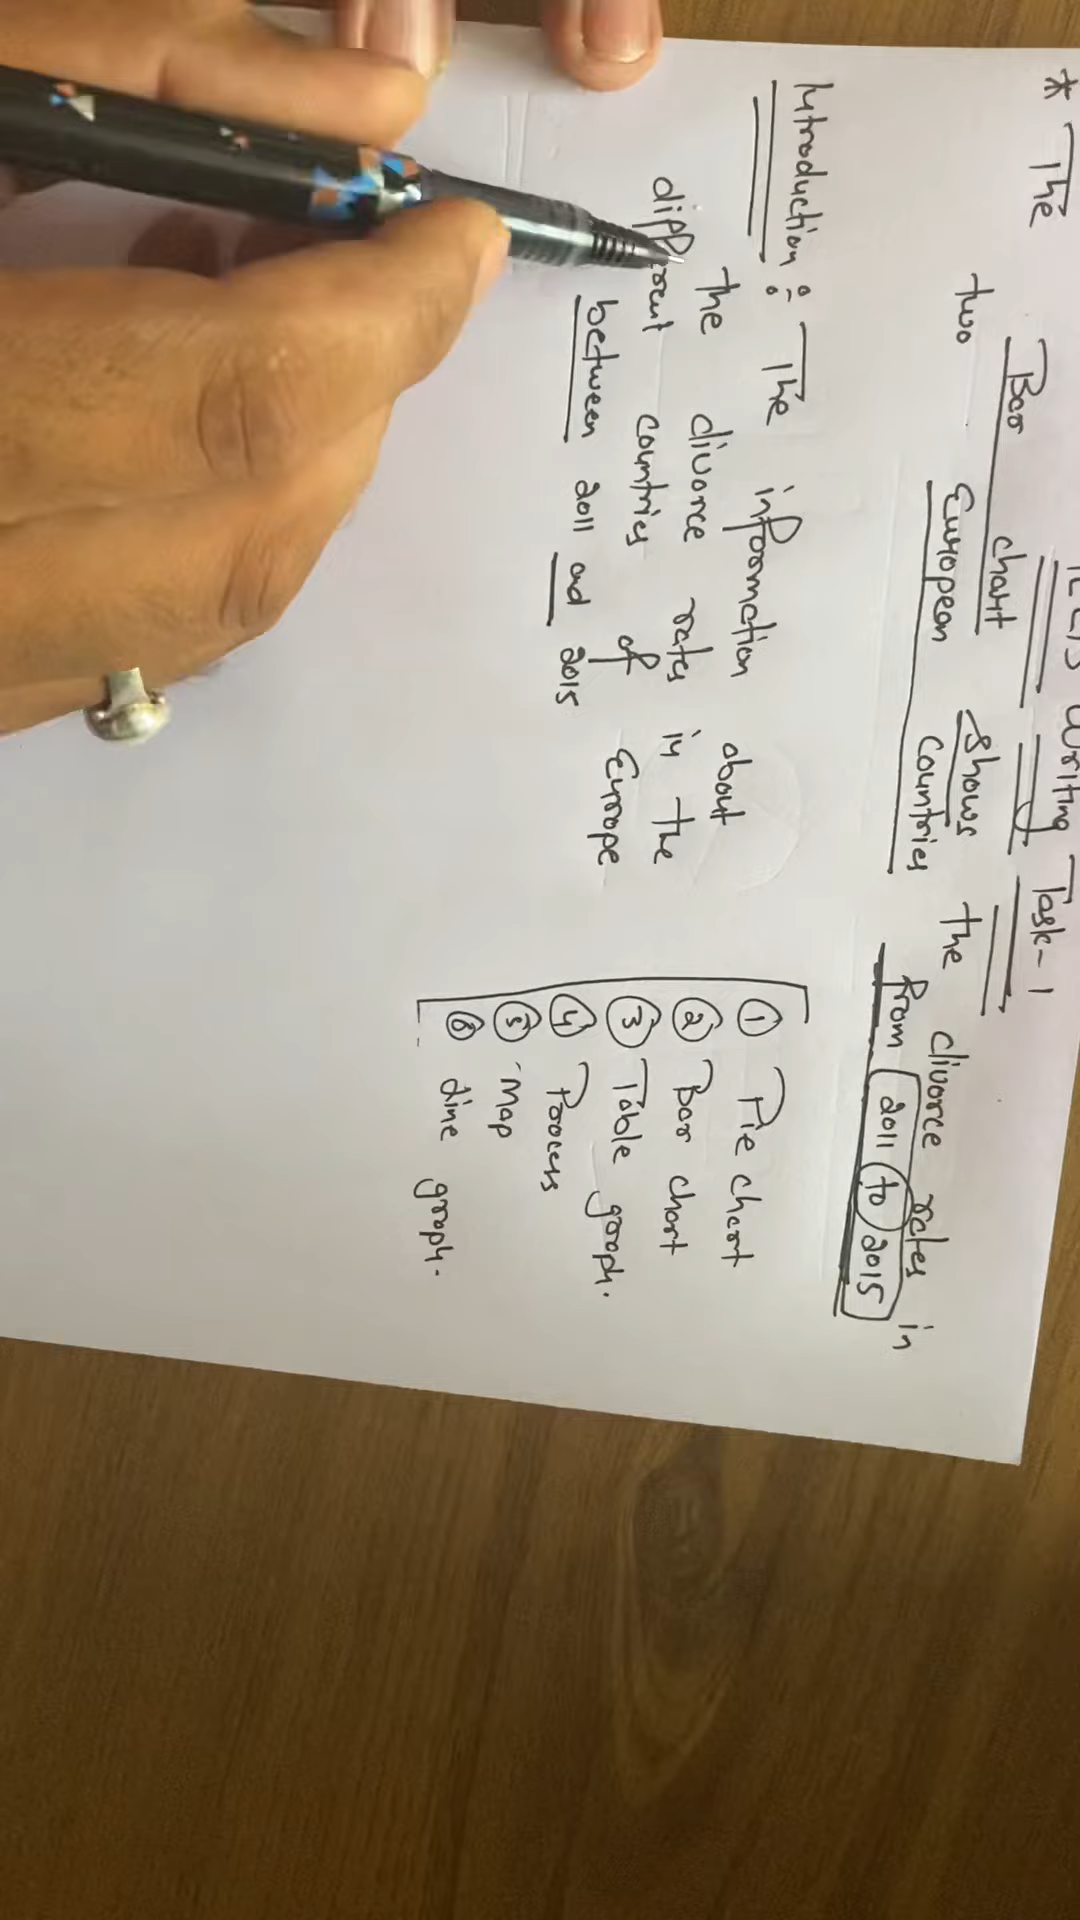 IELTS Writing Task-1
* The Bar chart shows the divorce rates in
two European countries from 2011 to 2015
Introduction : The information about
the divorce rates in the
different countries of Europe
between 2011 and 2015
① Pie chart
② Bar chart
③ Table graph.
④ Process
⑤ Map
⑥ Line graph.